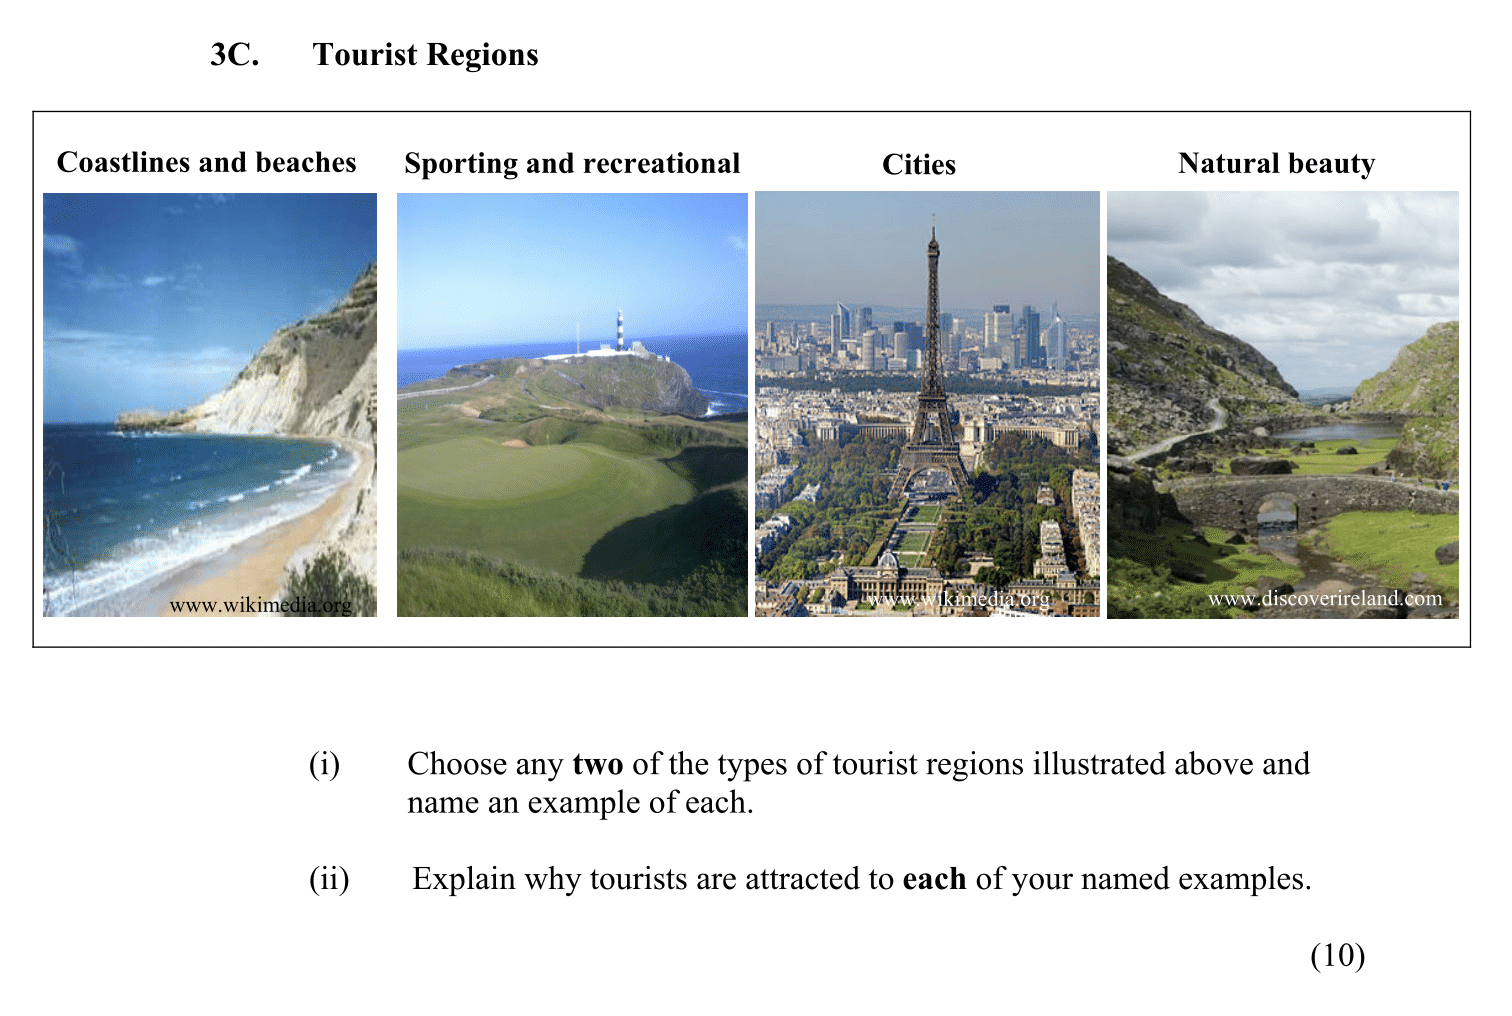 3C. Tourist Regions
Coastlines and beaches
Sporting and recreational
Cities
Natural beauty
www.wikimedia.org
www.wikimedia.org
www.discoverireland.com
(i) Choose any two of the types of tourist regions illustrated above and
name an example of each.
(ii) Explain why tourists are attracted to each of your named examples.
(10)